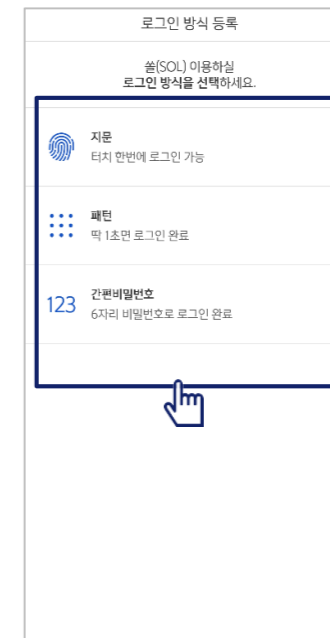 로그인 방식 등록
쏠(SOL) 이용하실
로그인 방식을 선택하세요.
지문
터치 한번에 로그인 가능
패턴
딱 1초면 로그인 완료
123
간편비밀번호
6자리 비밀번호로 로그인 완료